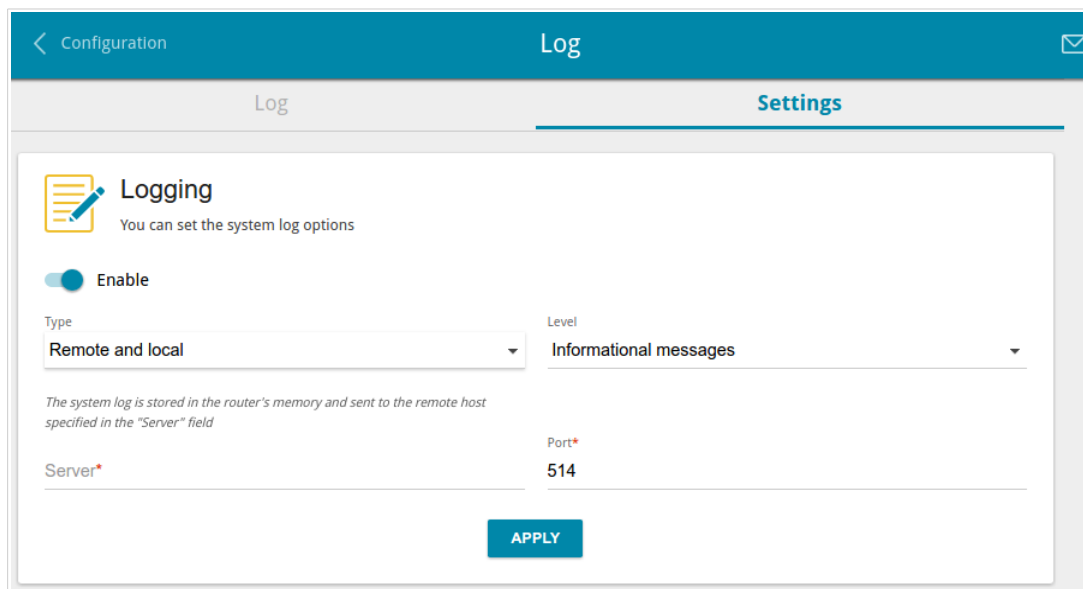 Configuration
Log
Log
Settings
Logging
You can set the system log options
Enable
Type
Level
Remote and local
Informational messages
The system log is stored in the router's memory and sent to the remote host
specified in the "Server" field
Port*
Server*
514
APPLY